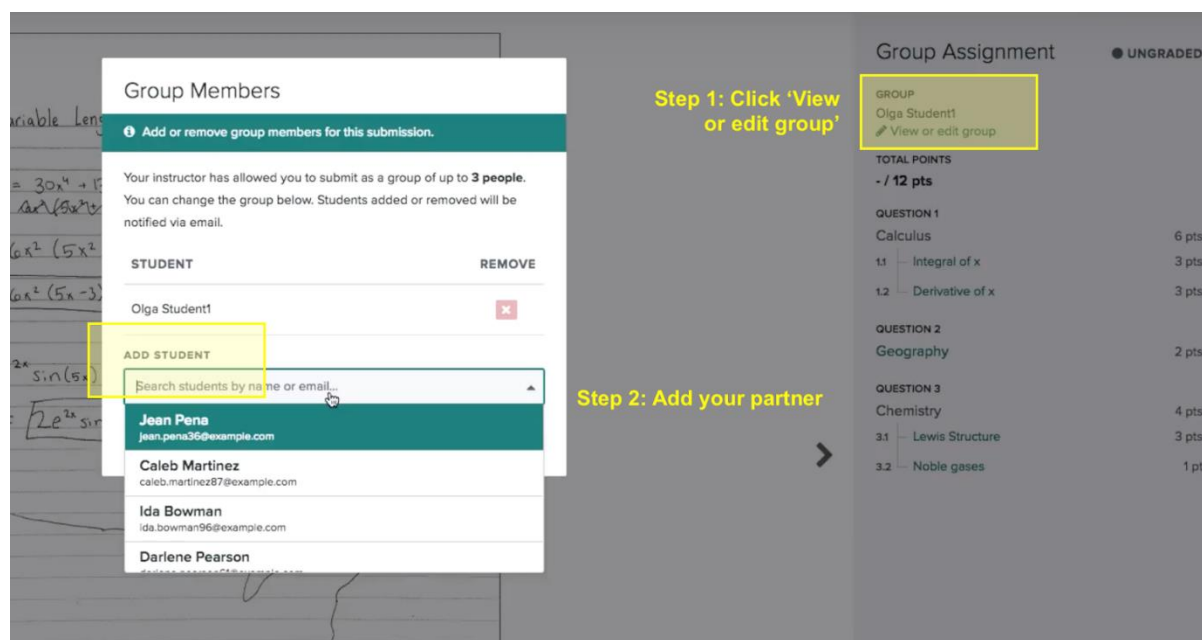 ariable Leng
= 30x⁴ + 1
6x² (5x²
6x² (5x-3)
2x sin(5x)
= 2e²ˣ sin
Group Members
Add or remove group members for this submission.
Your instructor has allowed you to submit as a group of up to 3 people.
You can change the group below. Students added or removed will be
notified via email.
STUDENT REMOVE
Olga Student1
ADD STUDENT
Search students by name or email...
Jean Pena
jean.pena36@example.com
Caleb Martinez
caleb.martinez87@example.com
Ida Bowman
ida.bowman96@example.com
Darlene Pearson
Step 1: Click ‘View
or edit group’
Step 2: Add your partner
Group Assignment UNGRADED
GROUP
Olga Student1
View or edit group
TOTAL POINTS
- / 12 pts
QUESTION 1
Calculus 6 pts
1.1 Integral of x 3 pts
1.2 Derivative of x 3 pts
QUESTION 2
Geography 2 pts
QUESTION 3
Chemistry 4 pts
3.1 Lewis Structure 3 pts
3.2 Noble gases 1 pt